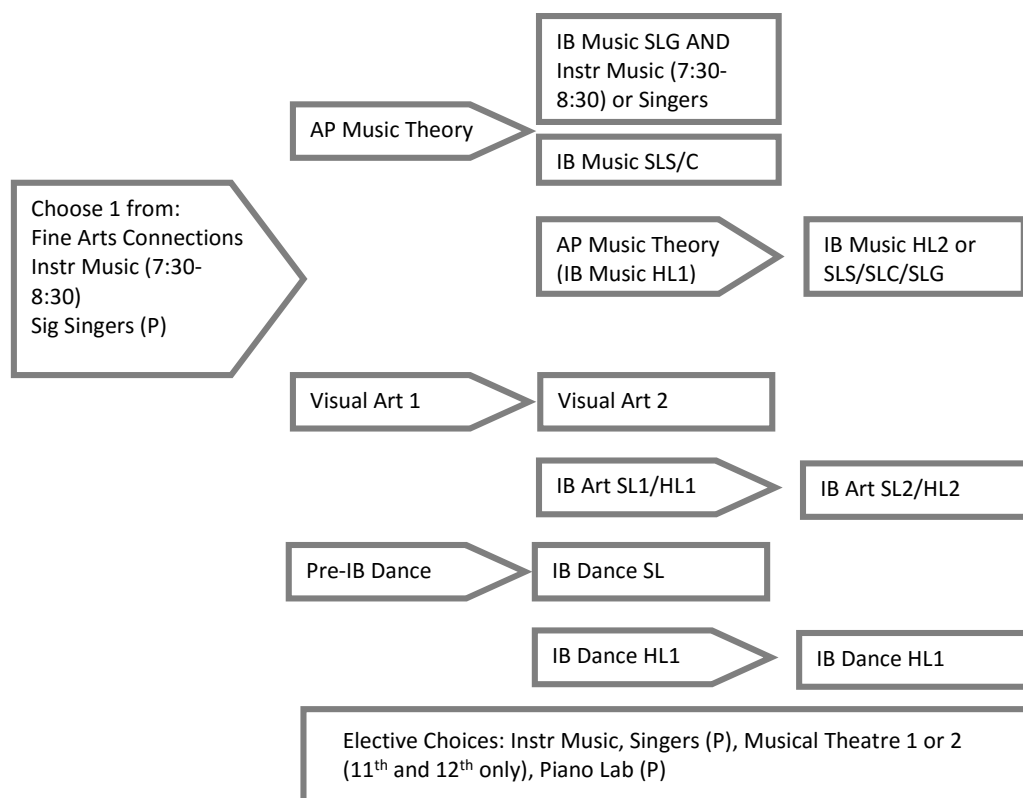 IB Music SLG AND
Instr Music (7:30-
8:30) or Singers
AP Music Theory
IB Music SLS/C
Choose 1 from:
Fine Arts Connections
Instr Music (7:30-
8:30)
Sig Singers (P)
AP Music Theory
(IB Music HL1)
IB Music HL2 or
SLS/SLC/SLG
Visual Art 1
Visual Art 2
IB Art SL1/HL1
IB Art SL2/HL2
Pre-IB Dance
IB Dance SL
IB Dance HL1
IB Dance HL1
Elective Choices: Instr Music, Singers (P), Musical Theatre 1 or 2
(11th and 12th only), Piano Lab (P)